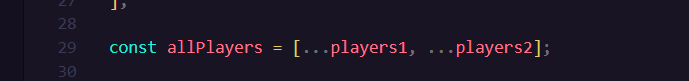 27 ];
28
29 const allPlayers = [...players1, ...players2];
30